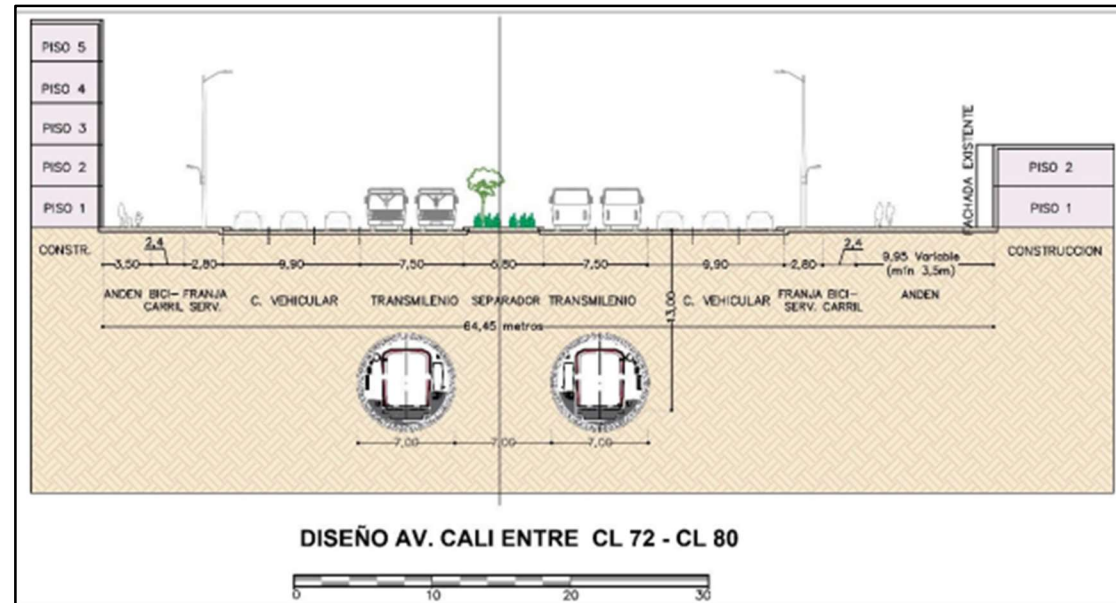 PISO 5
PISO 4
PISO 3
PISO 2
PISO 1
FACHADA EXISTENTE
PISO 2
PISO 1
CONSTR.
CONSTRUCCION
2,4
2,4
9,95 Variable
(mín 3,5m)
3,50
2,80
9,90
7,50
6,80
7,50
9,90
2,80
ANDEN
BICI-CARRIL
FRANJA SERV.
C. VEHICULAR
TRANSMILENIO
SEPARADOR
TRANSMILENIO
C. VEHICULAR
FRANJA SERV.
BICI-CARRIL
ANDEN
64,45 metros
13,00
7,00
7,00
7,00
DISEÑO AV. CALI ENTRE CL 72 - CL 80
0 10 20 30